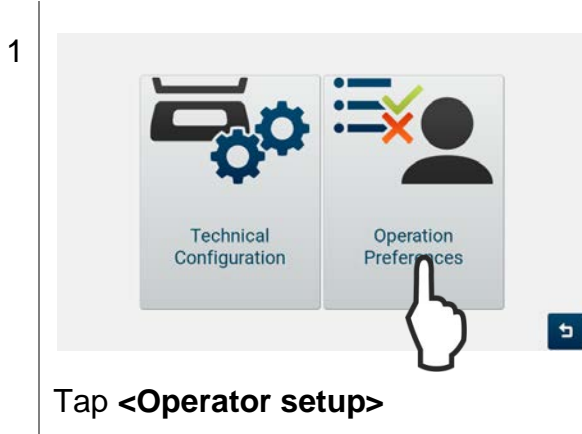 1
Technical
Configuration
Operation
Preferences
Tap <Operator setup>